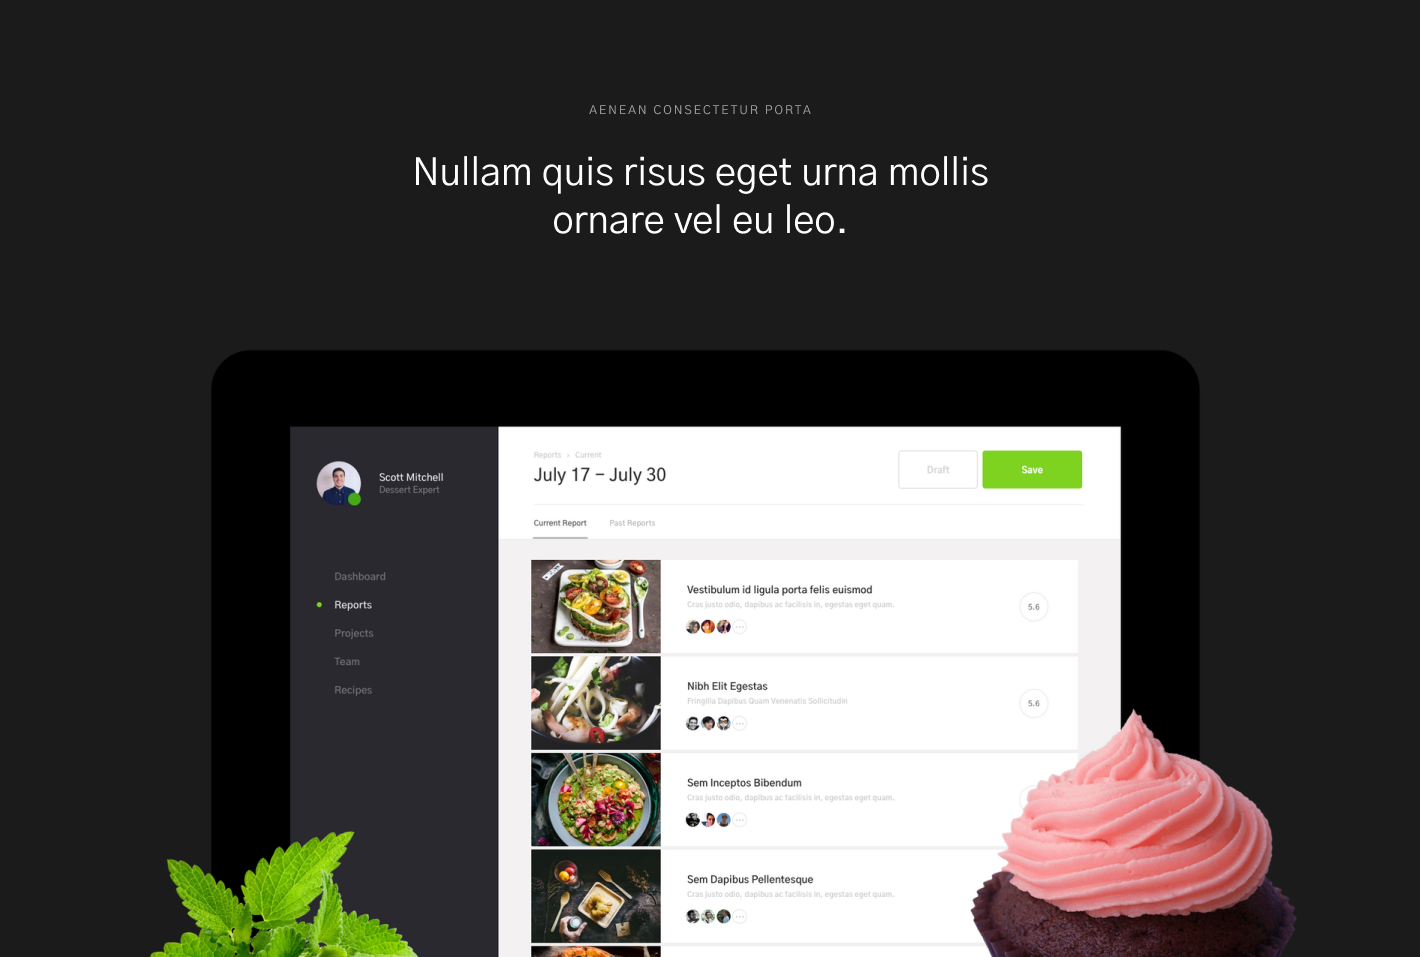 AENEAN CONSECTETUR PORTA
Nullam quis risus eget urna mollis
ornare vel eu leo.
Scott Mitchell
Dessert Expert
Dashboard
Reports
Projects
Team
Recipes
Reports › Current
July 17 – July 30
Draft
Save
Current Report
Past Reports
Vestibulum id ligula porta felis euismod
Cras justo odio, dapibus ac facilisis in, egestas eget quam.
5.6
Nibh Elit Egestas
Fringilla Dapibus Quam Venenatis Sollicitudin
5.6
Sem Inceptos Bibendum
Cras justo odio, dapibus ac facilisis in, egestas eget quam.
Sem Dapibus Pellentesque
Cras justo odio, dapibus ac facilisis in, egestas eget quam.